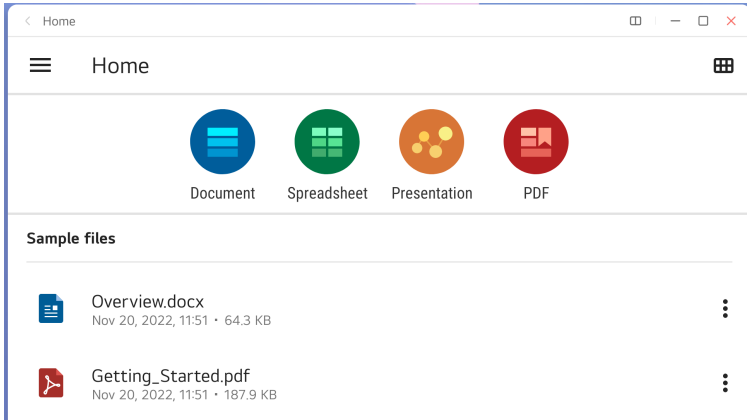 Home
Home
Document Spreadsheet Presentation PDF
Sample files
Overview.docx
Nov 20, 2022, 11:51 • 64.3 KB
Getting_Started.pdf
Nov 20, 2022, 11:51 • 187.9 KB